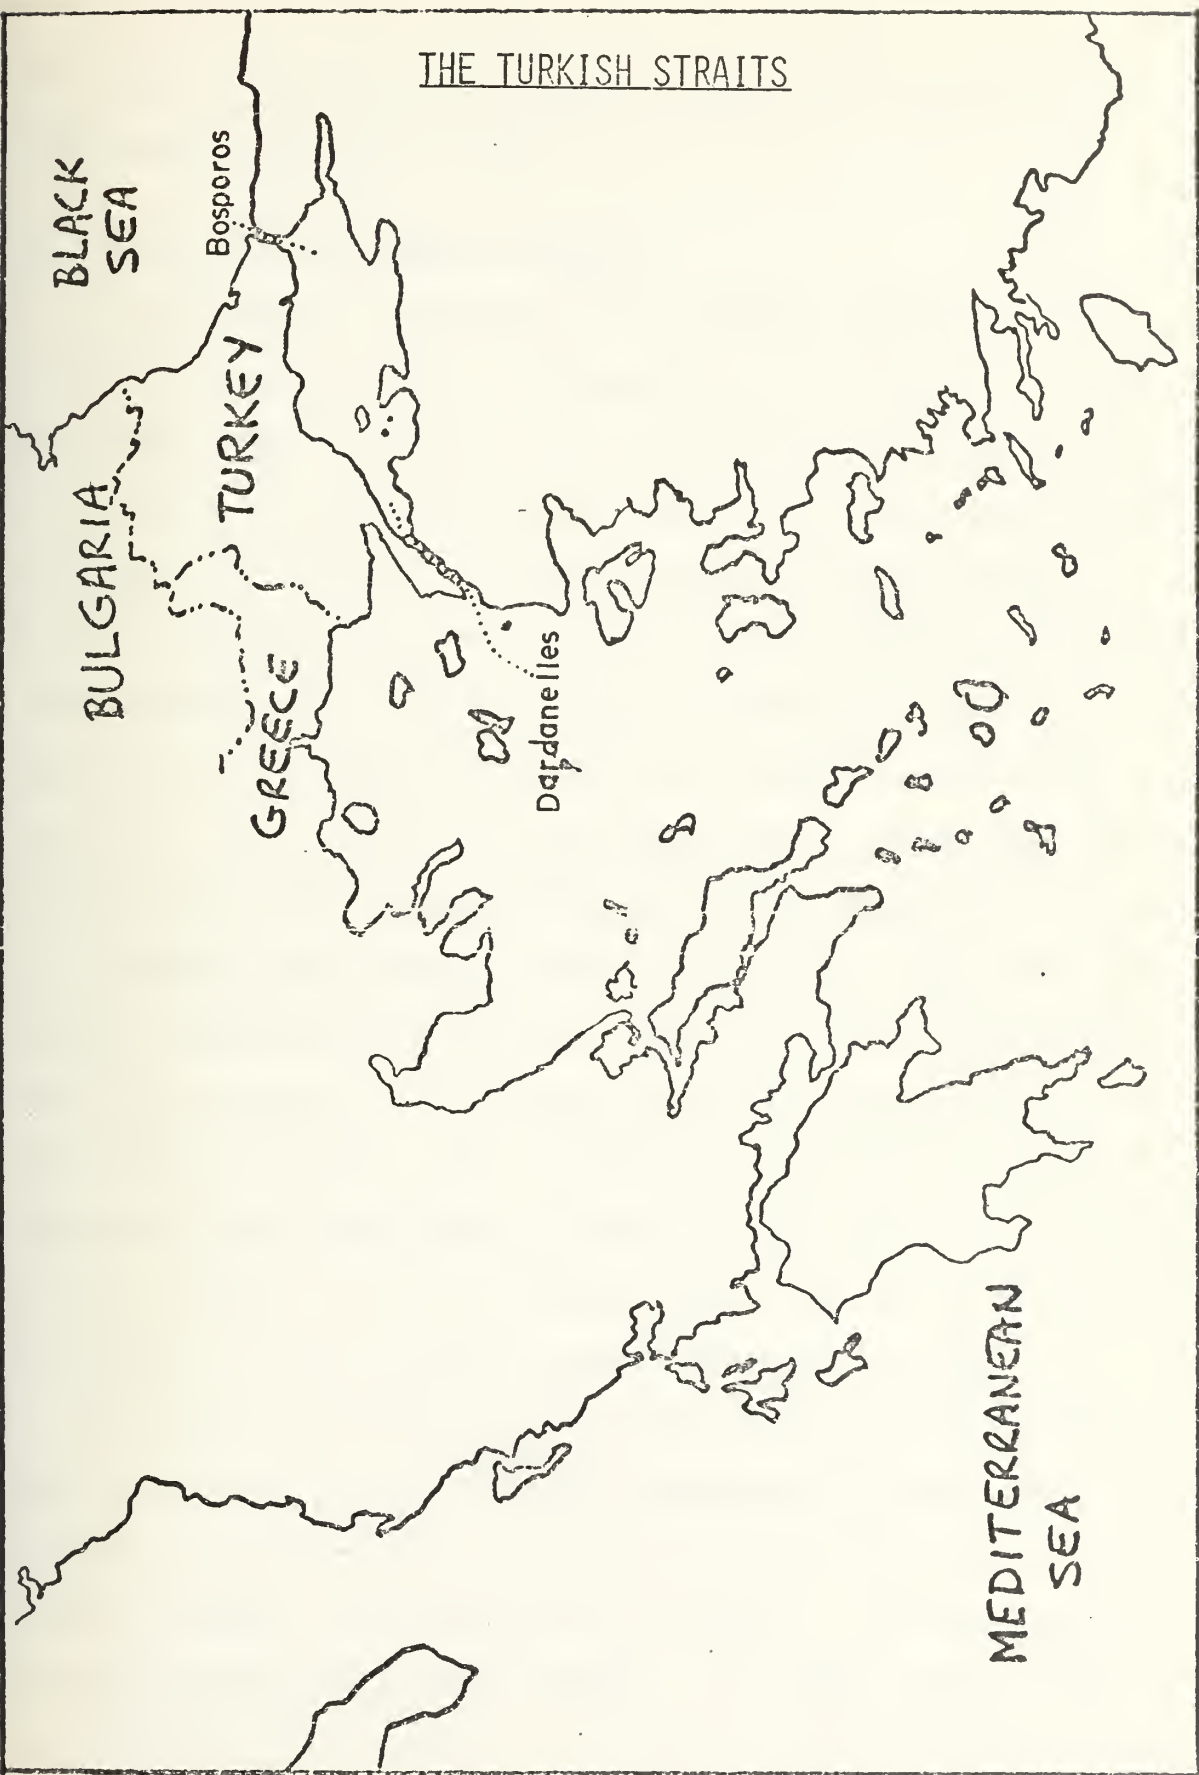 THE TURKISH STRAITS
BLACK
SEA
Bosporos
BULGARIA
TURKEY
GREECE
Dardanelles
MEDITERRANEAN
SEA